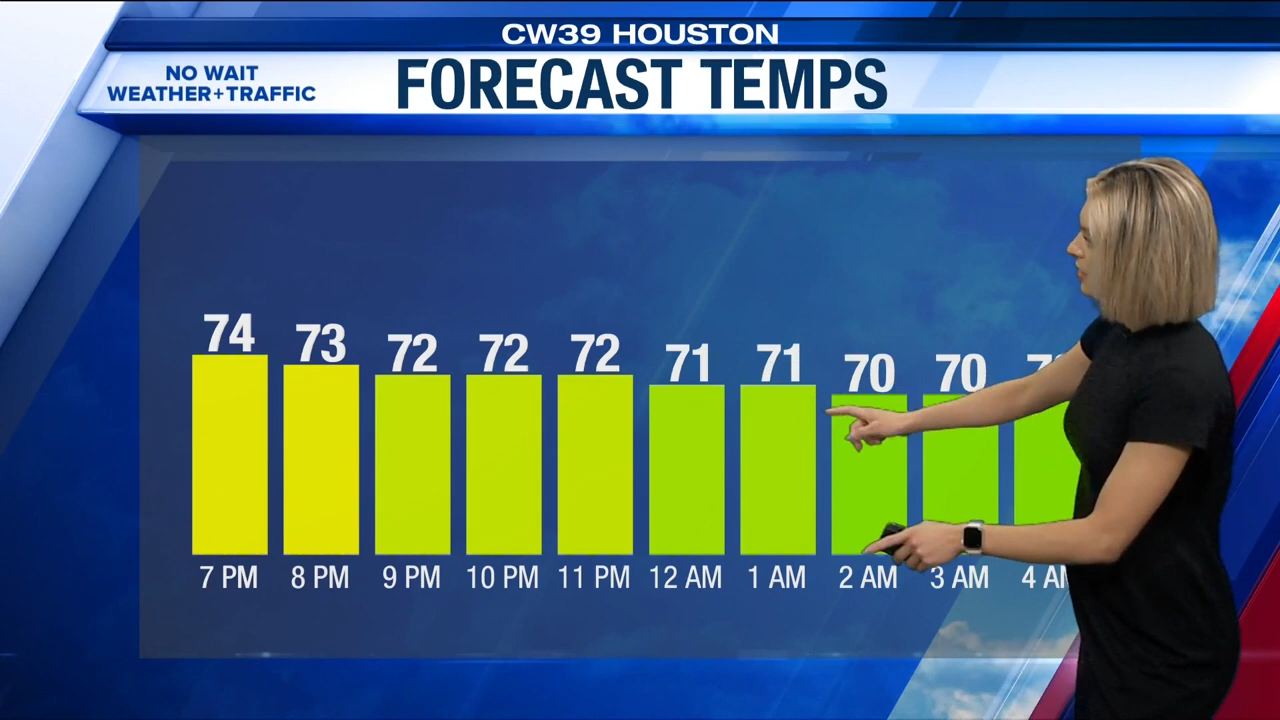 CW39 HOUSTON
NO WAIT
WEATHER+TRAFFIC
FORECAST TEMPS
74 73 72 72 72 71 71 70 70
7 PM 8 PM 9 PM 10 PM 11 PM 12 AM 1 AM 2 AM 3 AM 4